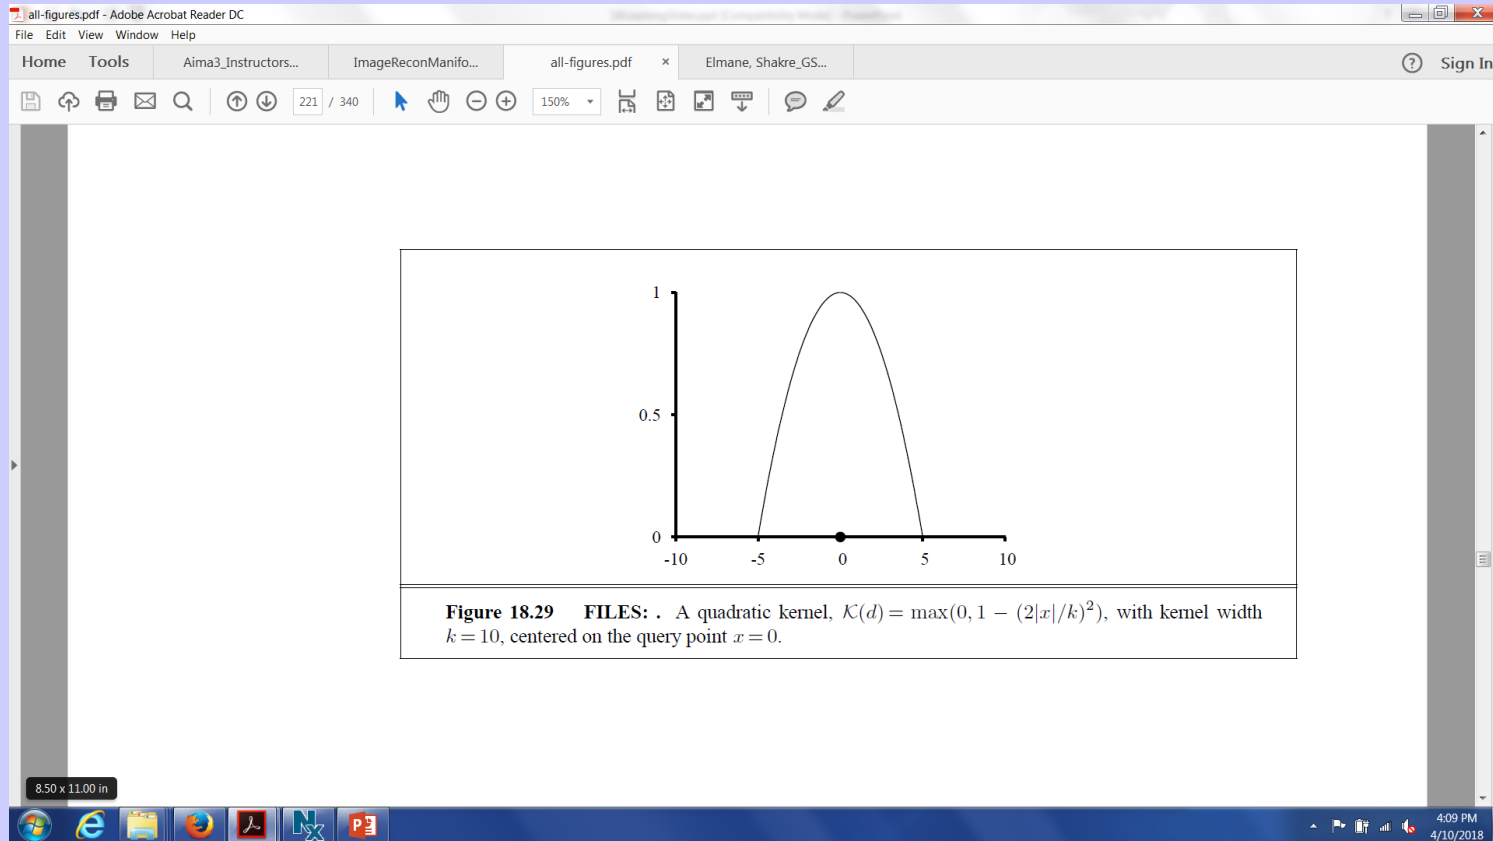 all-figures.pdf - Adobe Acrobat Reader DC
File Edit View Window Help
Home Tools Aima3_Instructors... ImageReconManifo... all-figures.pdf × Elmane, Shakre_GS... ? Sign In
221 / 340 150%
1
0.5
0
-10 -5 0 5 10
Figure 18.29 FILES: . A quadratic kernel, K(d) = max(0, 1 − (2|x|/k)²), with kernel width
k = 10, centered on the query point x = 0.
8.50 x 11.00 in
4:09 PM
4/10/2018